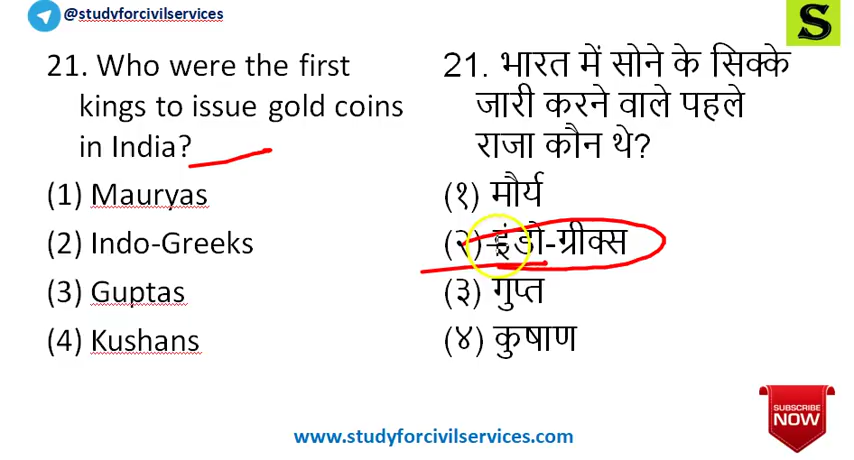 @studyforcivilservices
S
21. Who were the first
kings to issue gold coins
in India?
(1) Mauryas
(2) Indo-Greeks
(3) Guptas
(4) Kushans
21. भारत में सोने के सिक्के
जारी करने वाले पहले
राजा कौन थे?
(१) मौर्य
(२) इंडो-ग्रीक्स
(३) गुप्त
(४) कुषाण
SUBSCRIBE
NOW
www.studyforcivilservices.com